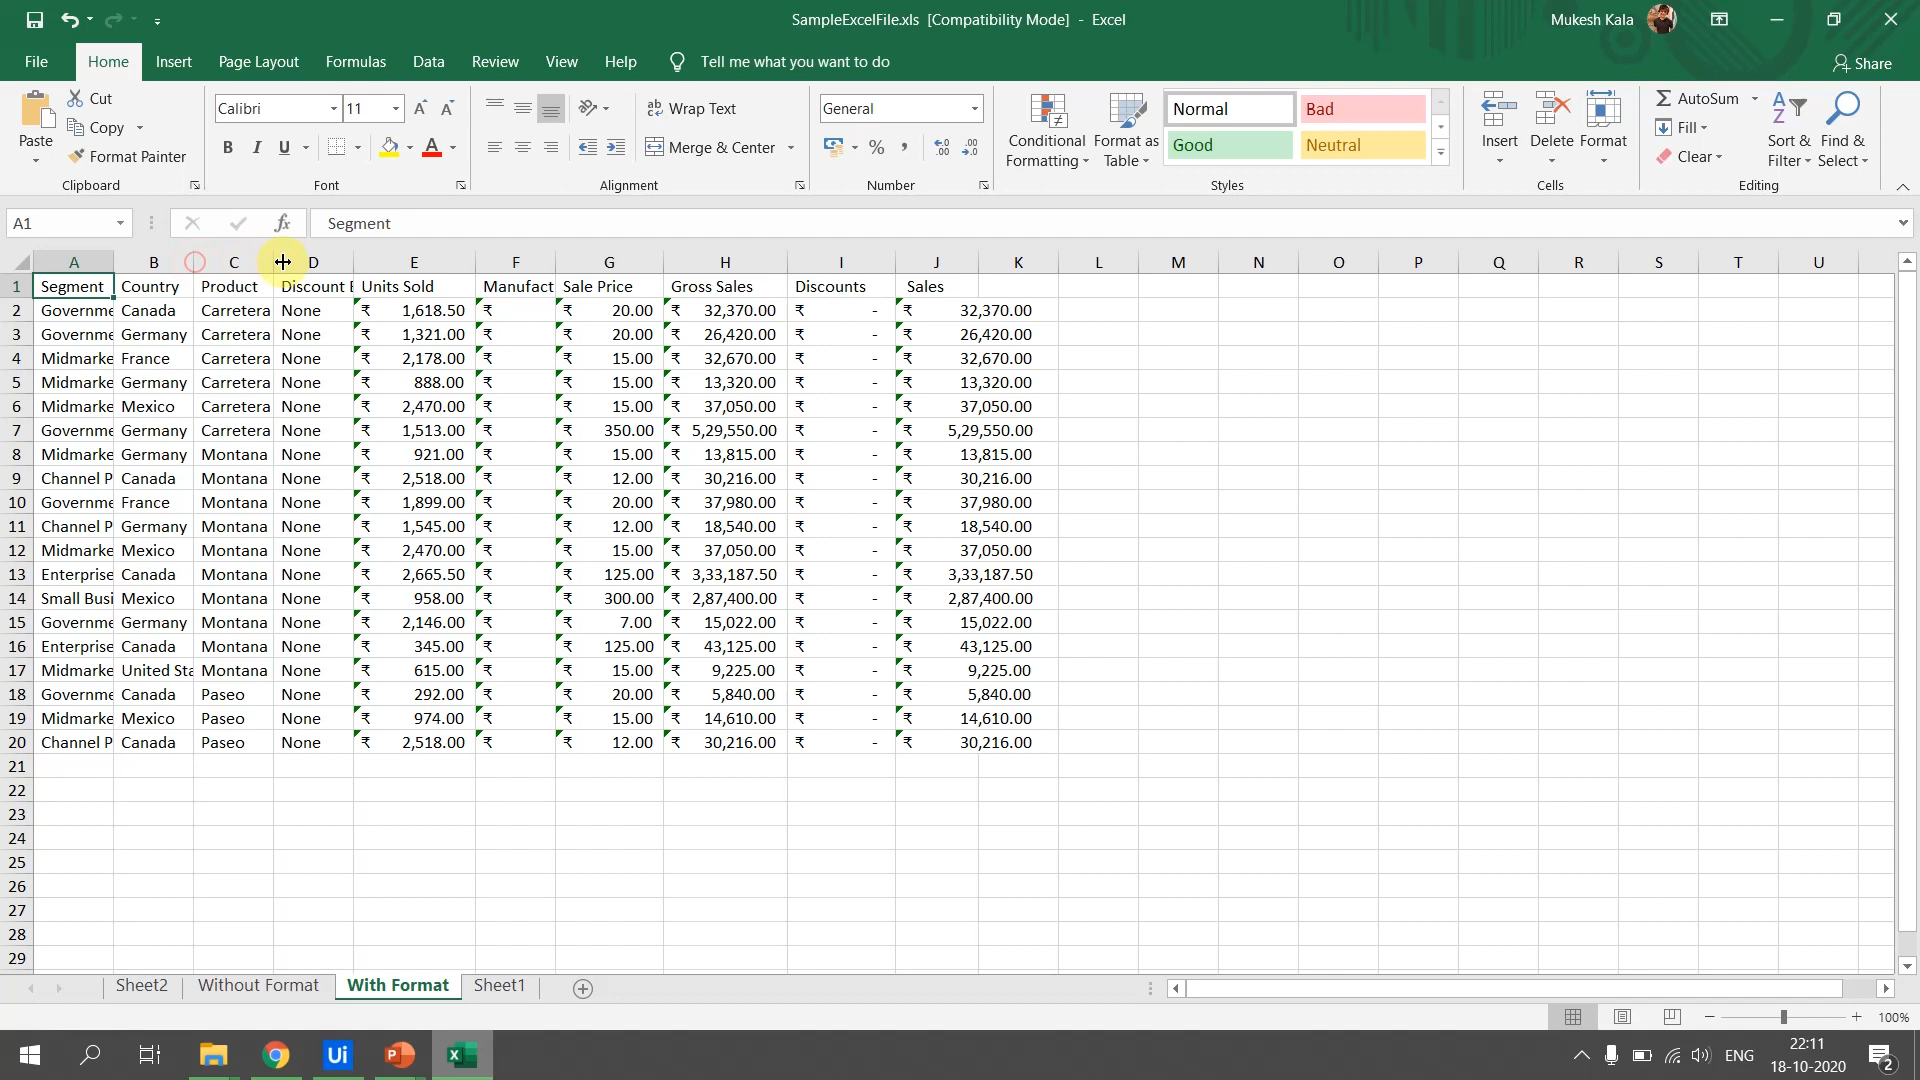 SampleExcelFile.xls [Compatibility Mode] - Excel Mukesh Kala
File Home Insert Page Layout Formulas Data Review View Help Tell me what you want to do Share
Paste Cut Copy Format Painter Clipboard
Calibri 11 A A B I U A Font
ab Wrap Text Merge & Center Alignment
General % , .00 Number
Conditional Formatting Format as Table Normal Bad Good Neutral Styles
Insert Delete Format Cells
AutoSum Fill Clear Sort & Filter Find & Select Editing
A1 fx Segment
A B C D E F G H I J K L M N O P Q R S T U
1 Segment Country Product Discount Units Sold Manufact Sale Price Gross Sales Discounts Sales
2 Governme Canada Carretera None ₹ 1,618.50 ₹ ₹ 20.00 ₹ 32,370.00 ₹ - ₹ 32,370.00
3 Governme Germany Carretera None ₹ 1,321.00 ₹ ₹ 20.00 ₹ 26,420.00 ₹ - ₹ 26,420.00
4 Midmarke France Carretera None ₹ 2,178.00 ₹ ₹ 15.00 ₹ 32,670.00 ₹ - ₹ 32,670.00
5 Midmarke Germany Carretera None ₹ 888.00 ₹ ₹ 15.00 ₹ 13,320.00 ₹ - ₹ 13,320.00
6 Midmarke Mexico Carretera None ₹ 2,470.00 ₹ ₹ 15.00 ₹ 37,050.00 ₹ - ₹ 37,050.00
7 Governme Germany Carretera None ₹ 1,513.00 ₹ ₹ 350.00 ₹ 5,29,550.00 ₹ - ₹ 5,29,550.00
8 Midmarke Germany Montana None ₹ 921.00 ₹ ₹ 15.00 ₹ 13,815.00 ₹ - ₹ 13,815.00
9 Channel P Canada Montana None ₹ 2,518.00 ₹ ₹ 12.00 ₹ 30,216.00 ₹ - ₹ 30,216.00
10 Governme France Montana None ₹ 1,899.00 ₹ ₹ 20.00 ₹ 37,980.00 ₹ - ₹ 37,980.00
11 Channel P Germany Montana None ₹ 1,545.00 ₹ ₹ 12.00 ₹ 18,540.00 ₹ - ₹ 18,540.00
12 Midmarke Mexico Montana None ₹ 2,470.00 ₹ ₹ 15.00 ₹ 37,050.00 ₹ - ₹ 37,050.00
13 Enterprise Canada Montana None ₹ 2,665.50 ₹ ₹ 125.00 ₹ 3,33,187.50 ₹ - ₹ 3,33,187.50
14 Small Busi Mexico Montana None ₹ 958.00 ₹ ₹ 300.00 ₹ 2,87,400.00 ₹ - ₹ 2,87,400.00
15 Governme Germany Montana None ₹ 2,146.00 ₹ ₹ 7.00 ₹ 15,022.00 ₹ - ₹ 15,022.00
16 Enterprise Canada Montana None ₹ 345.00 ₹ ₹ 125.00 ₹ 43,125.00 ₹ - ₹ 43,125.00
17 Midmarke United Sta Montana None ₹ 615.00 ₹ ₹ 15.00 ₹ 9,225.00 ₹ - ₹ 9,225.00
18 Governme Canada Paseo None ₹ 292.00 ₹ ₹ 20.00 ₹ 5,840.00 ₹ - ₹ 5,840.00
19 Midmarke Mexico Paseo None ₹ 974.00 ₹ ₹ 15.00 ₹ 14,610.00 ₹ - ₹ 14,610.00
20 Channel P Canada Paseo None ₹ 2,518.00 ₹ ₹ 12.00 ₹ 30,216.00 ₹ - ₹ 30,216.00
21
22
23
24
25
26
27
28
29
Sheet2 Without Format With Format Sheet1
100%
Ui P X ENG 22:11
18-10-2020 2